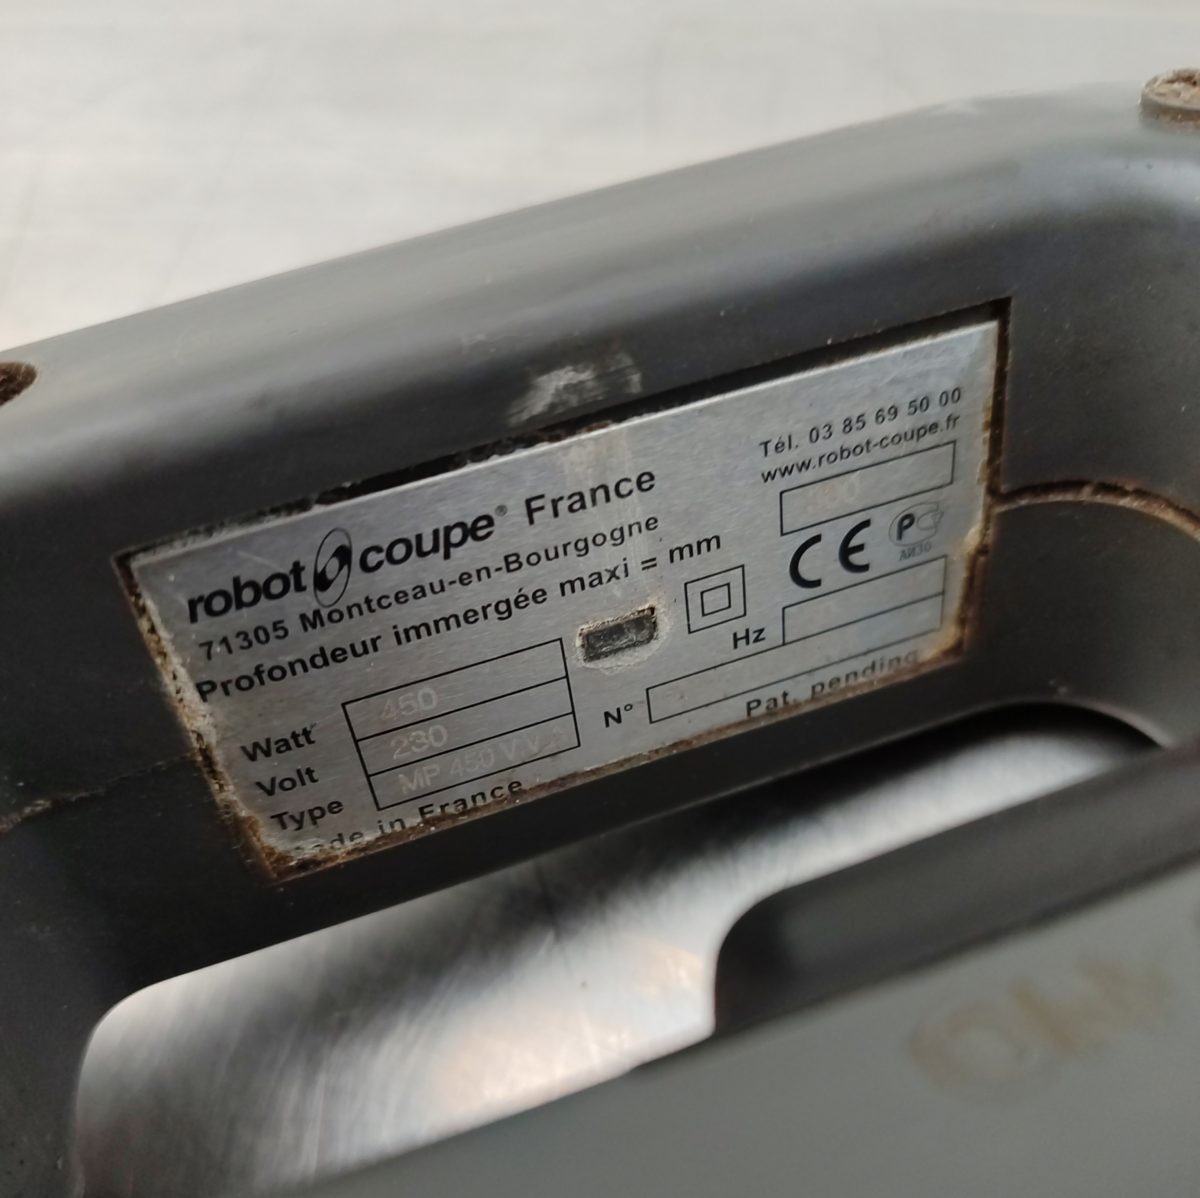 robot coupe® France
71305 Montceau-en-Bourgogne
Profondeur immergée maxi = mm
Tél. 03 85 69 50 00
www.robot-coupe.fr
CE
Watt 450
Volt 230
Type MP 450 V.V.
Hz
N°
Made in France
Pat. pending